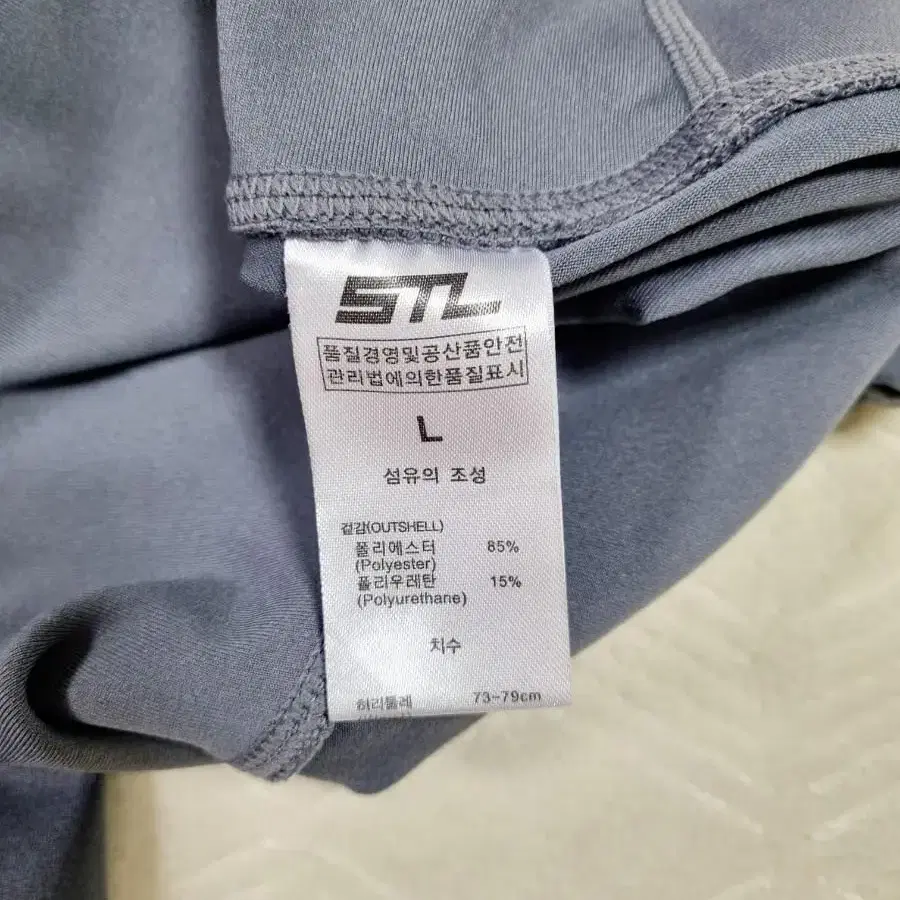 STL
품질경영및공산품안전
관리법에의한품질표시
L
섬유의 조성
겉감(OUTSHELL)
폴리에스터 85%
(Polyester)
폴리우레탄 15%
(Polyurethane)
치수
허리둘레 73-79cm